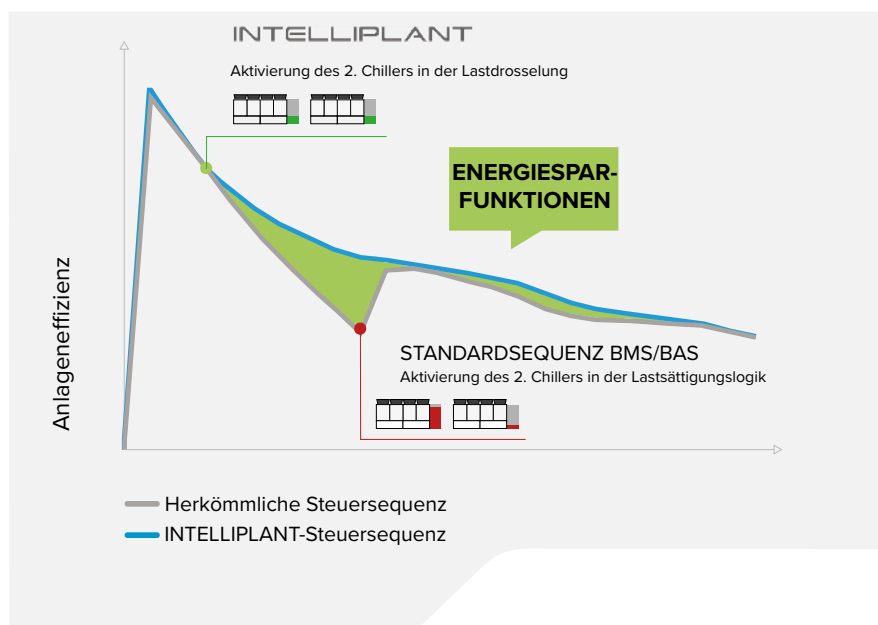 INTELLIPLANT
Aktivierung des 2. Chillers in der Lastdrosselung
ENERGIESPAR-
FUNKTIONEN
Anlageneffizienz
STANDARDSEQUENZ BMS/BAS
Aktivierung des 2. Chillers in der Lastsättigungslogik
Herkömmliche Steuersequenz
INTELLIPLANT-Steuersequenz